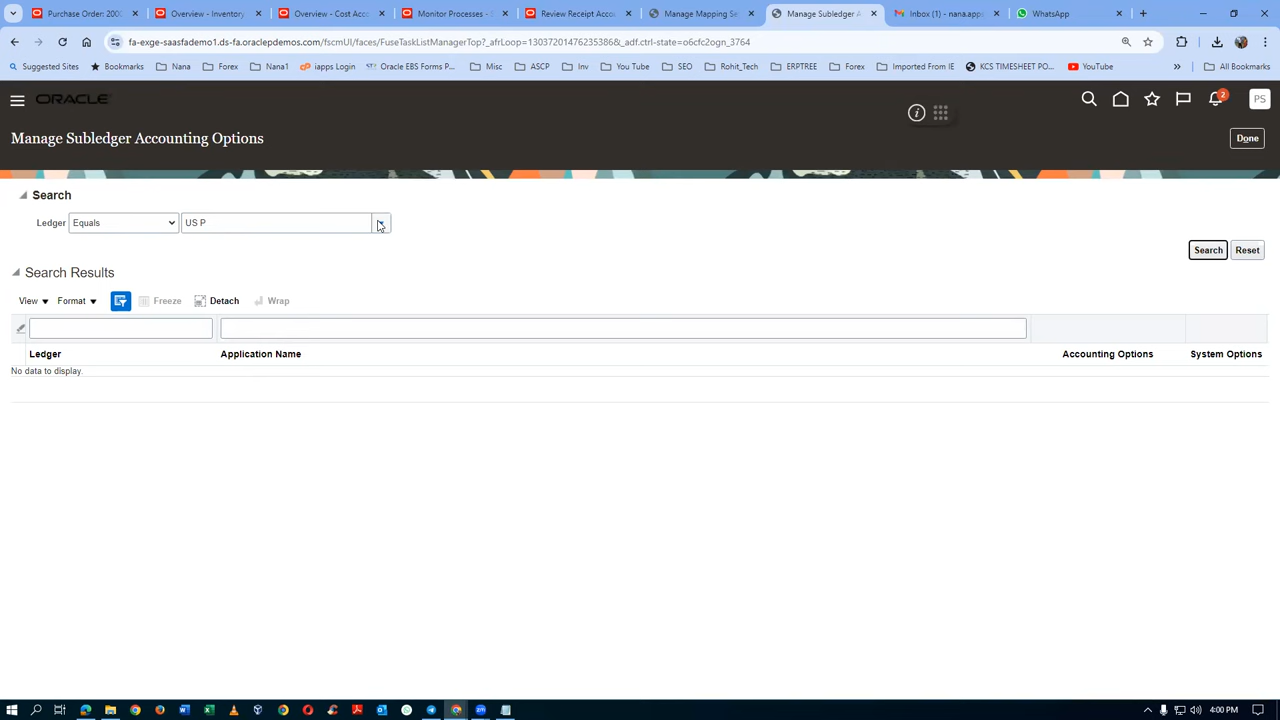 Purchase Order: 2000
Overview - Inventory
Overview - Cost Acco
Monitor Processes -
Review Receipt Accou
Manage Mapping Se
Manage Subledger A
Inbox (1) - nana.apps
WhatsApp
fa-exge-saasfademo1.ds-fa.oraclepdemos.com/fscmUI/faces/FuseTaskListManagerTop?_afrLoop=130372014762353868&_adf.ctrl-state=o6cfc2ogn_3764
Suggested Sites
Bookmarks
Nana
Forex
Nana1
iapps Login
Oracle EBS Forms P...
Misc
ASCP
Inv
You Tube
SEO
Rohit_Tech
ERPTREE
Forex
Imported From IE
KCS TIMESHEET PO...
YouTube
All Bookmarks
ORACLE
2
PS
Manage Subledger Accounting Options
Done
Search
Ledger
Equals
US P
Search
Reset
Search Results
View
Format
Freeze
Detach
Wrap
Ledger
Application Name
Accounting Options
System Options
No data to display.
4:00 PM